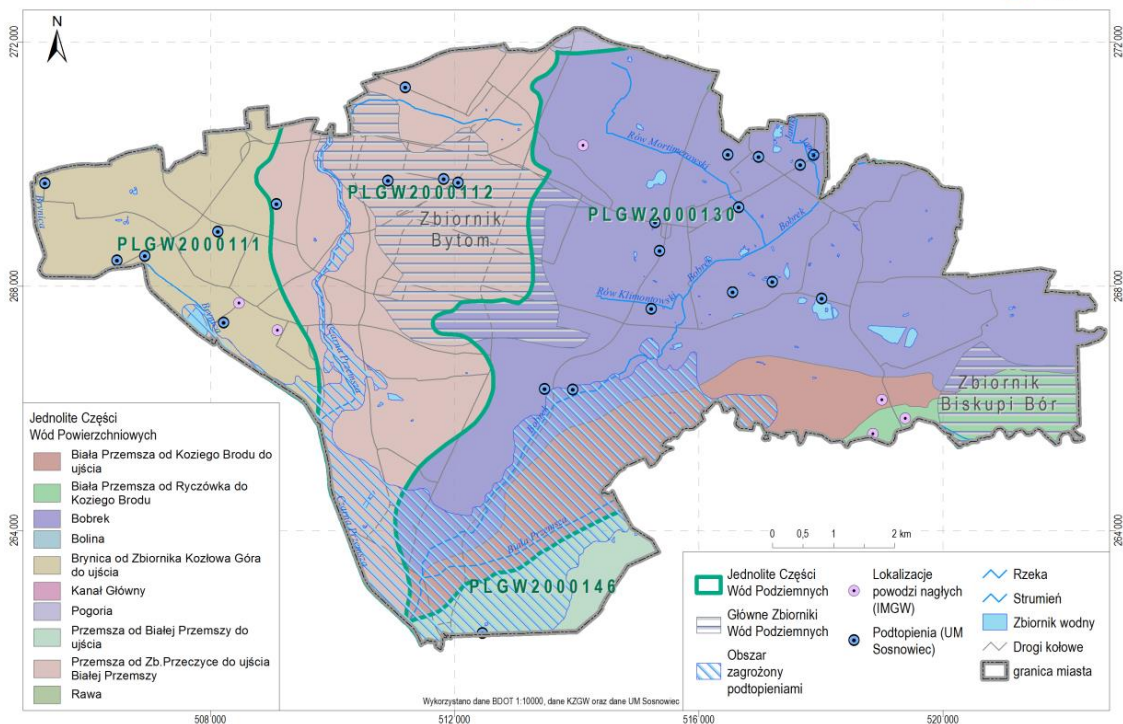 N
272 000
272 000
Rów Mortimerowski
PLGW2000112
Zbiornik
Bytom
PLGW2000130
Brynica
PLGW2000111
Bobrek
Bobrek
268 000
268 000
Rów Klimontowski
Brynica
Czarna Przemsza
Zbiornik
Biskupi Bór
Bobrek
Jednolite Części
Wód Powierzchniowych
Biała Przemsza od Koziego Brodu do
ujścia
Biała Przemsza od Ryczówka do
Koziego Brodu
Bobrek
Bolina
Brynica od Zbiornika Kozłowa Góra
do ujścia
Kanał Główny
Pogoria
Przemsza od Białej Przemszy do
ujścia
Przemsza od Zb.Przeczyce do ujścia
Białej Przemszy
Rawa
Czarna Przemsza
Biała Przemsza
264 000
264 000
PLGW2000146
0 0,5 1 2 km
Jednolite Części
Wód Podziemnych
Główne Zbiorniki
Wód Podziemnych
Obszar
zagrożony
podtopieniami
Lokalizacje
powodzi nagłych
(IMGW)
Podtopienia (UM
Sosnowiec)
Rzeka
Strumień
Zbiornik wodny
Drogi kołowe
granica miasta
Wykorzystano dane BDOT 1:10000, dane KZGW oraz dane UM Sosnowiec
508 000
512 000
516 000
520 000